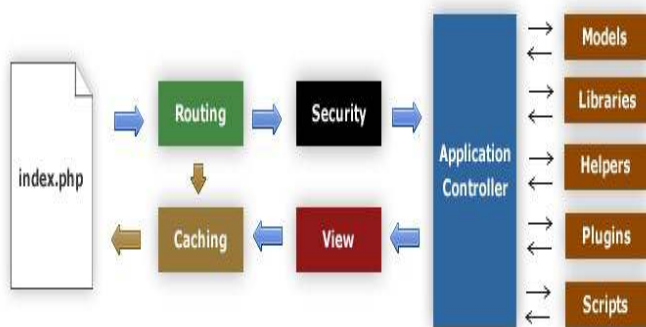 index.php
Routing
Security
Caching
View
Application
Controller
Models
Libraries
Helpers
Plugins
Scripts